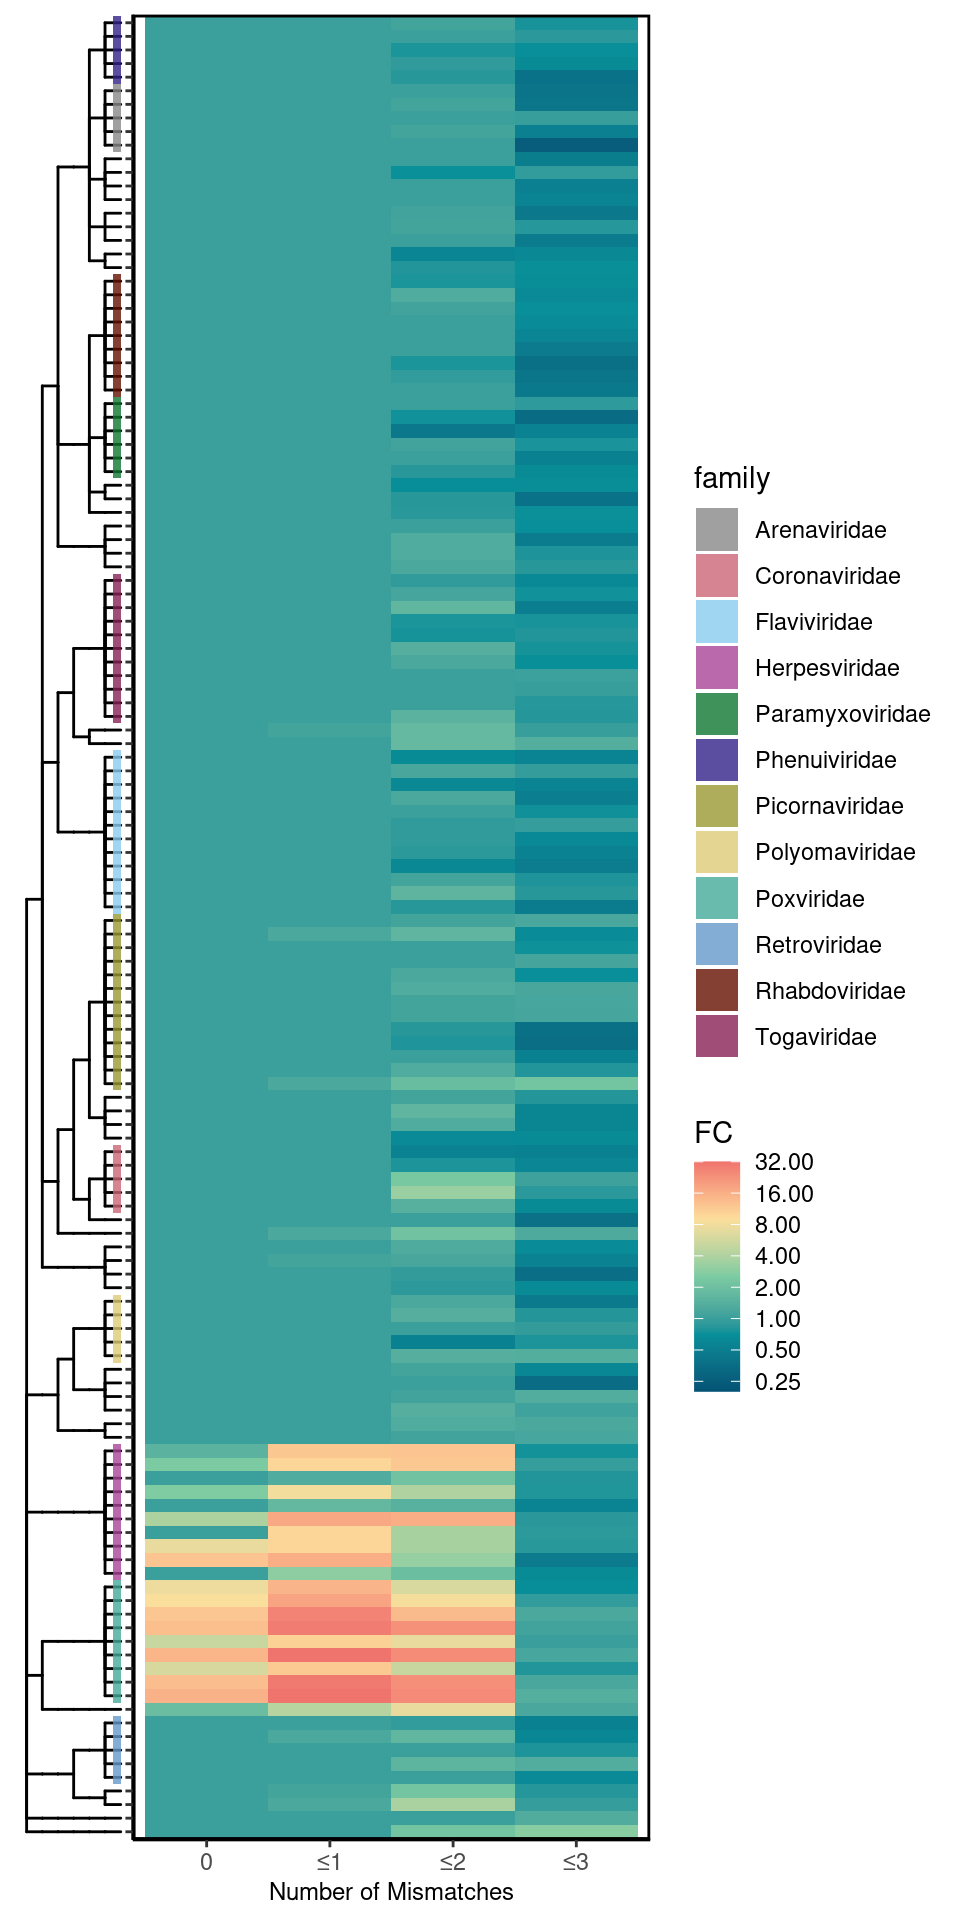 family
Arenaviridae
Coronaviridae
Flaviviridae
Herpesviridae
Paramyxoviridae
Phenuiviridae
Picornaviridae
Polyomaviridae
Poxviridae
Retroviridae
Rhabdoviridae
Togaviridae
FC
32.00
16.00
8.00
4.00
2.00
1.00
0.50
0.25
0 ≤1 ≤2 ≤3
Number of Mismatches